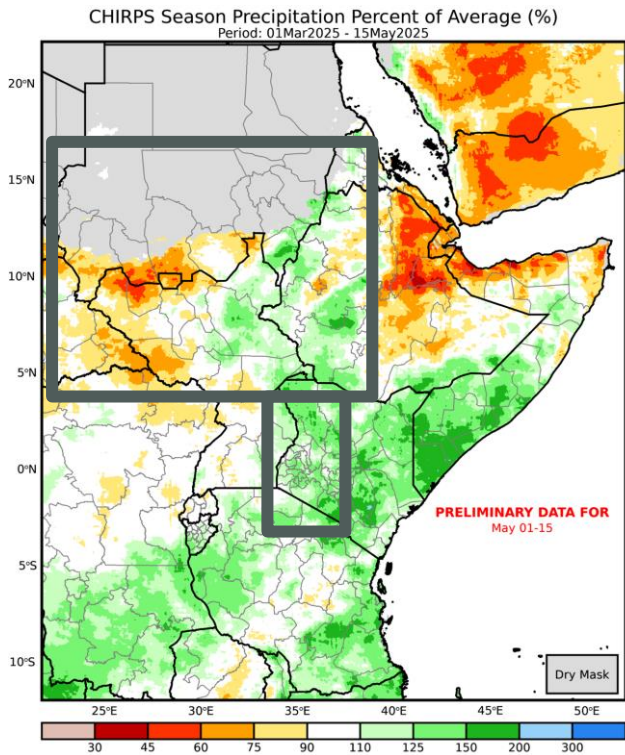 CHIRPS Season Precipitation Percent of Average (%)
Period: 01Mar2025 - 15May2025
20°N
15°N
10°N
5°N
0°N
5°S
10°S
PRELIMINARY DATA FOR
May 01-15
Dry Mask
25°E 30°E 35°E 40°E 45°E 50°E
30 45 60 75 90 110 125 150 200 300